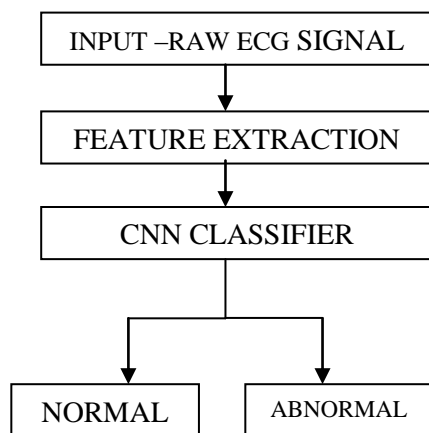 INPUT –RAW ECG SIGNAL
FEATURE EXTRACTION
CNN CLASSIFIER
NORMAL
ABNORMAL